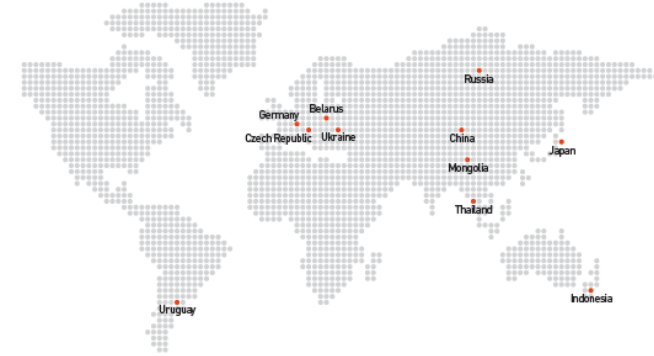 Russia
Belarus
Germany
Czech Republic
Ukraine
China
Japan
Mongolia
Thailand
Indonesia
Uruguay